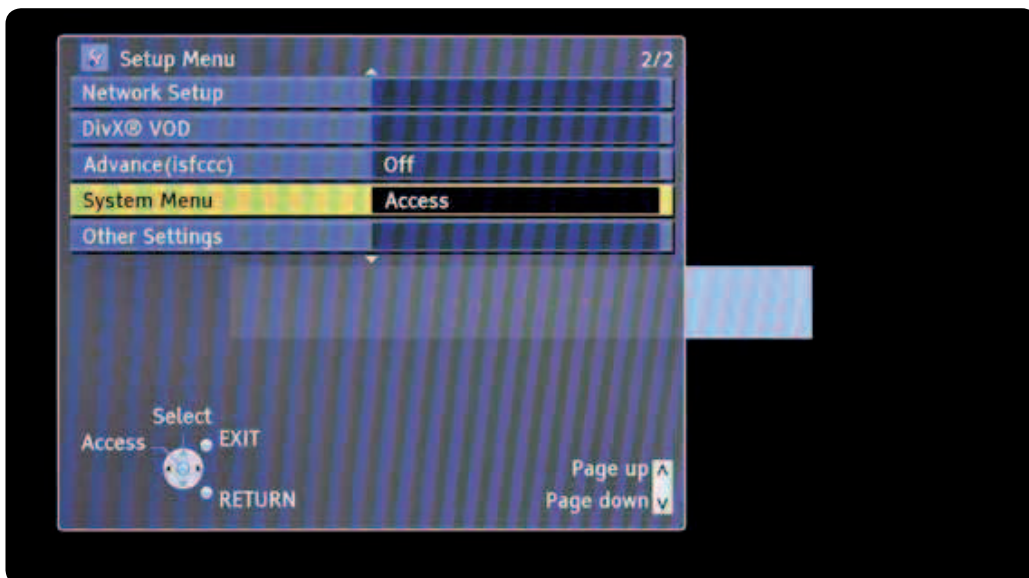 Setup Menu 2/2
Network Setup
DivX® VOD
Advance(isfccc) Off
System Menu Access
Other Settings
Select
Access EXIT
RETURN
Page up
Page down